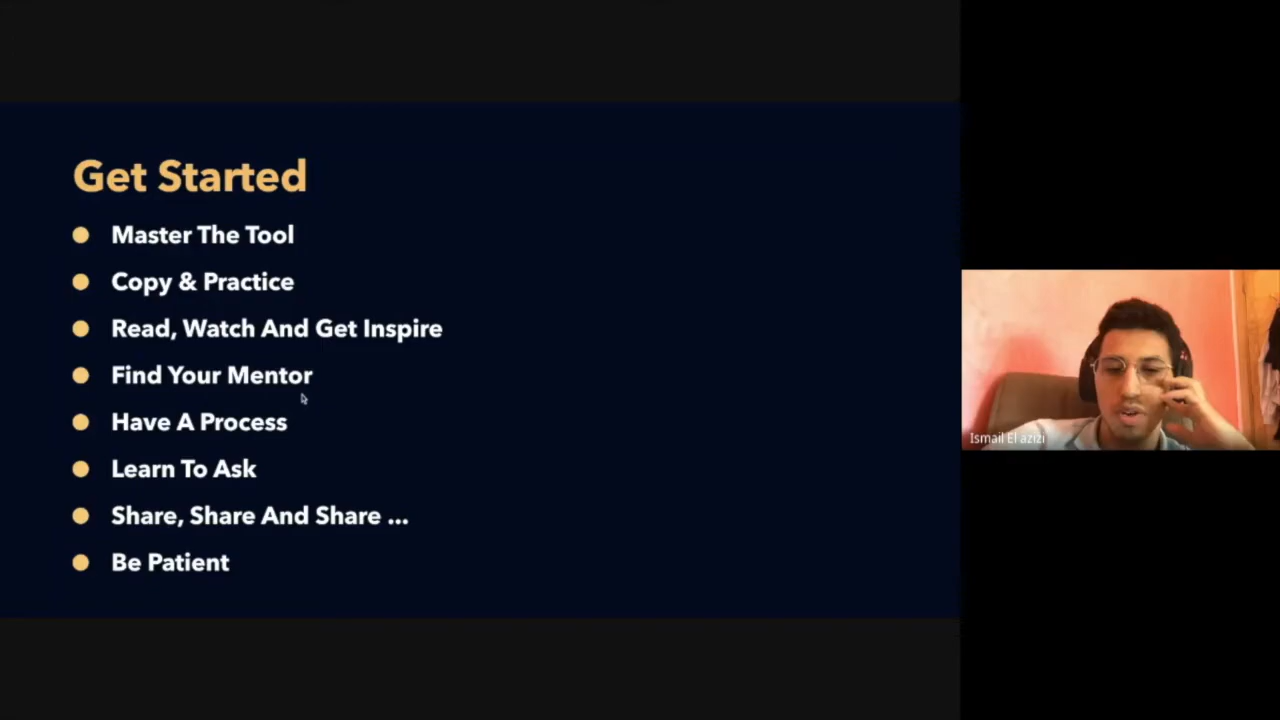 Get Started
Master The Tool
Copy & Practice
Read, Watch And Get Inspire
Find Your Mentor
Have A Process
Learn To Ask
Share, Share And Share ...
Be Patient
Ismail El azizi